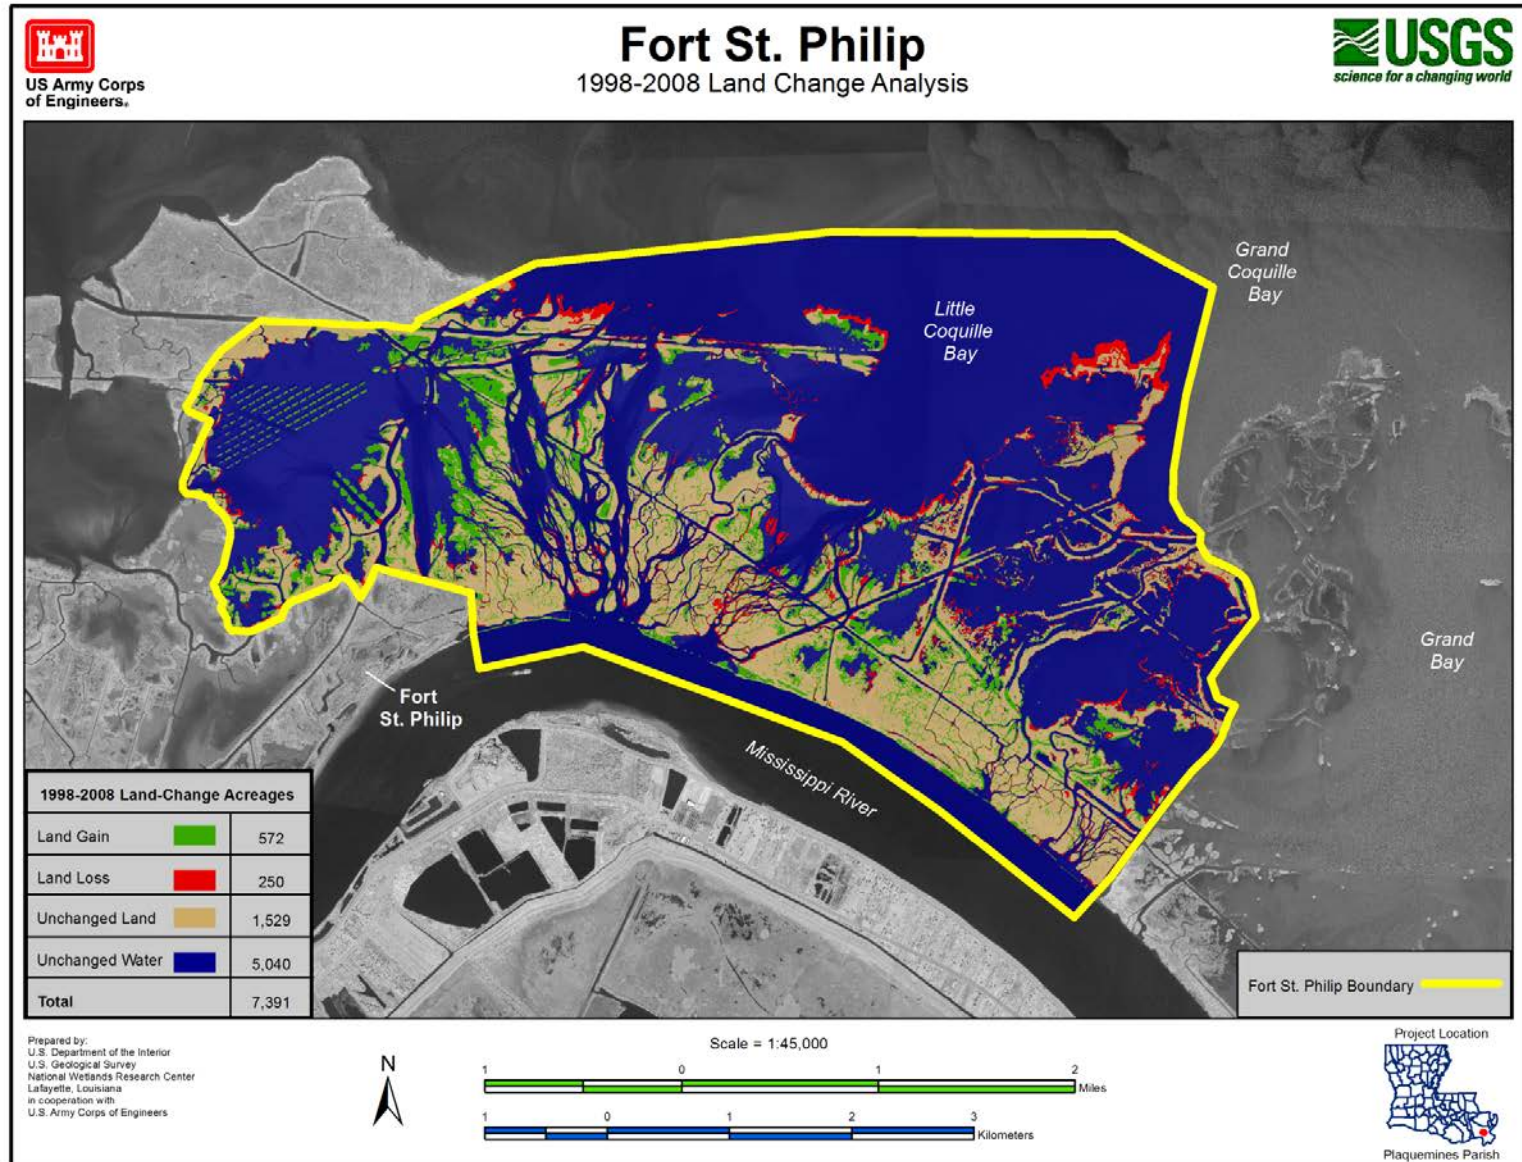 US Army Corps
of Engineers®
Fort St. Philip
1998-2008 Land Change Analysis
USGS
science for a changing world
Grand
Coquille
Bay
Little
Coquille
Bay
Grand
Bay
Fort
St. Philip
Mississippi River
1998-2008 Land-Change Acreages
Land Gain 572
Land Loss 250
Unchanged Land 1,529
Unchanged Water 5,040
Total 7,391
Fort St. Philip Boundary
Prepared by:
U.S. Department of the Interior
U.S. Geological Survey
National Wetlands Research Center
Lafayette, Louisiana
in cooperation with
U.S. Army Corps of Engineers
N
Scale = 1:45,000
1 0 1 2
Miles
1 0 1 2 3
Kilometers
Project Location
Plaquemines Parish